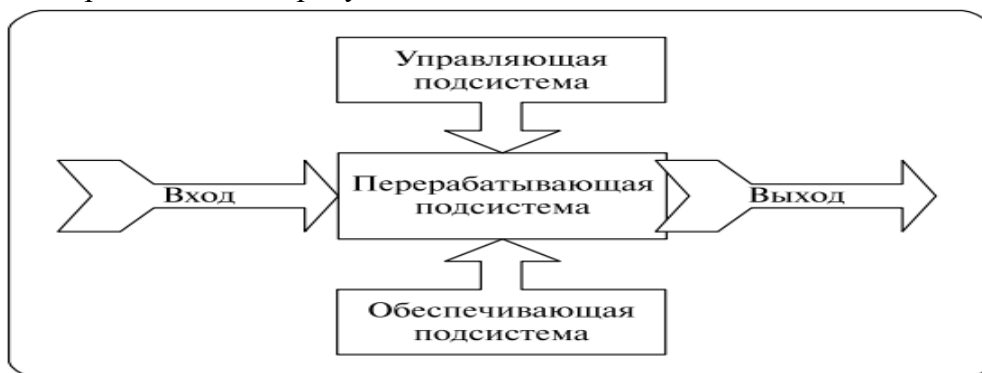 Управляющая
подсистема
Вход
Перерабатывающая
подсистема
Выход
Обеспечивающая
подсистема